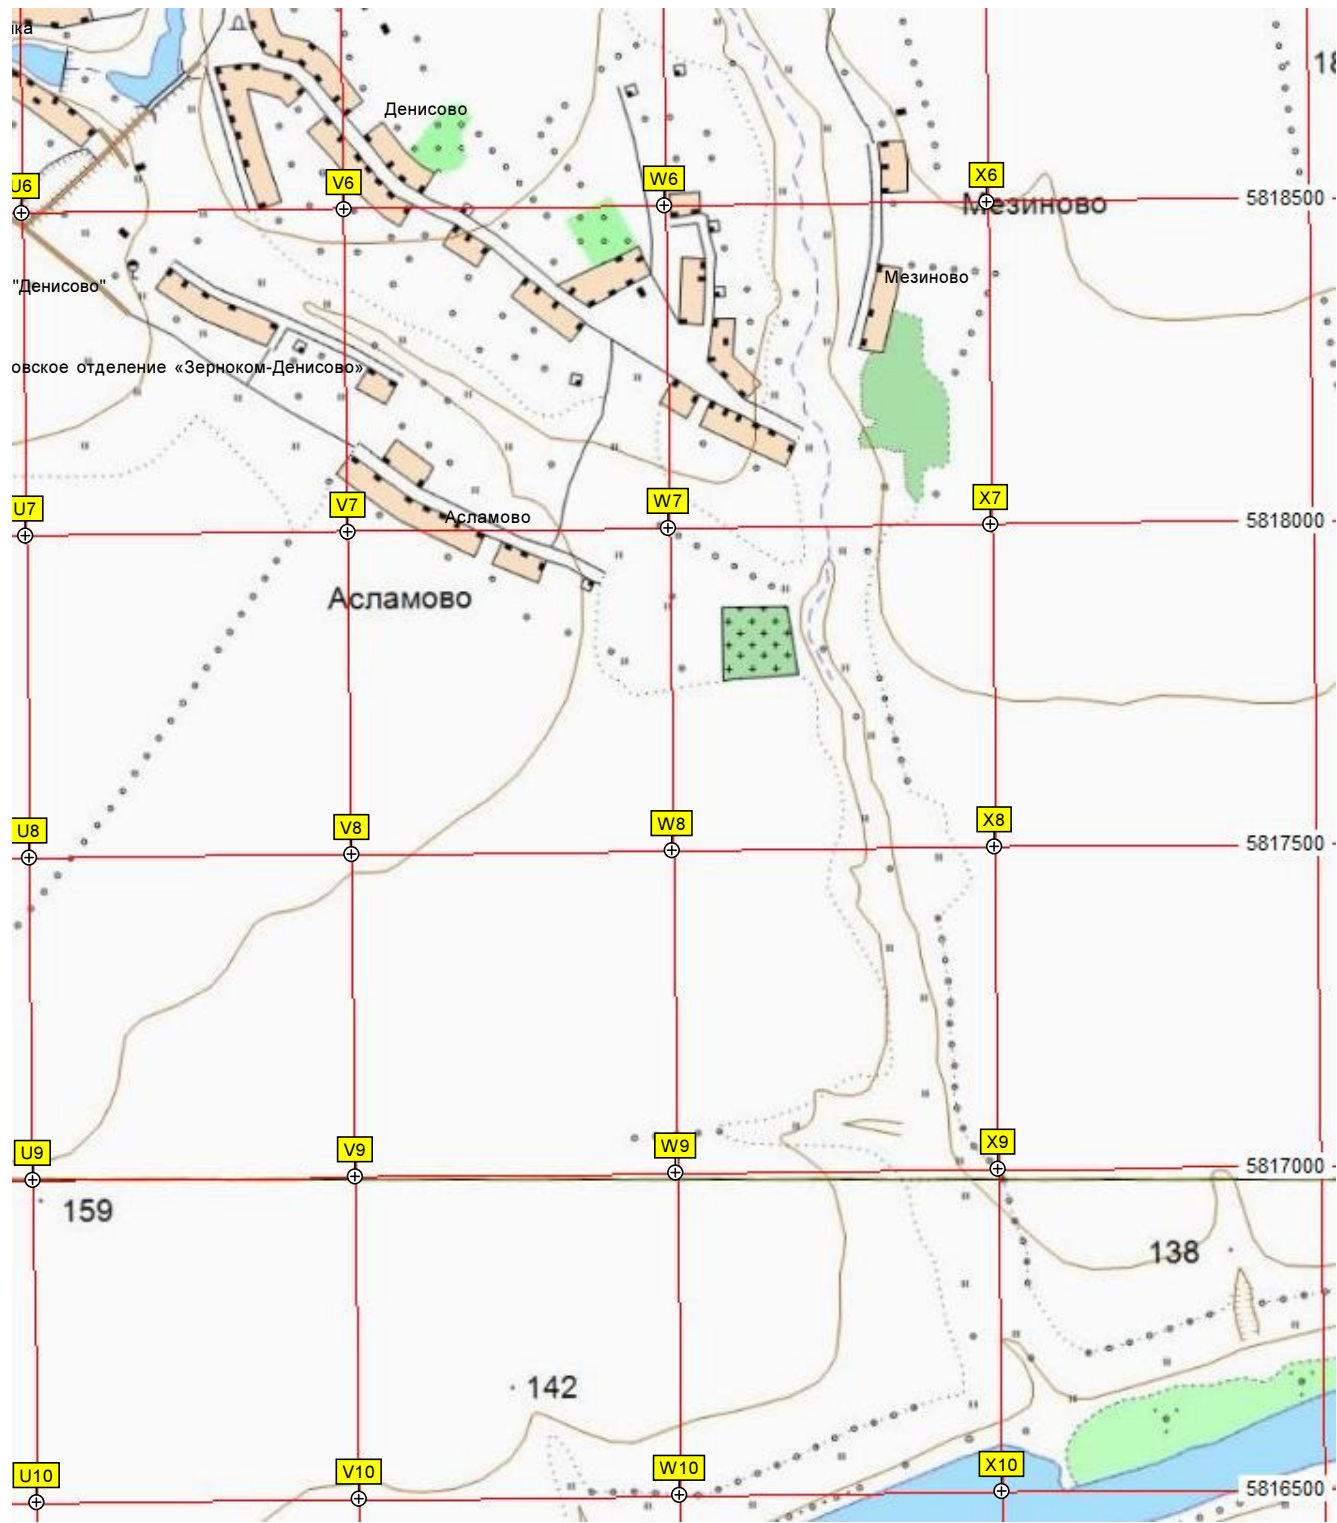 Денисово
U6
V6
W6
X6
5818500
Мезиново
"Денисово"
Мезиново
овское отделение «Зерноком-Денисово»
U7
V7
W7
X7
5818000
Асламово
Асламово
U8
V8
W8
X8
5817500
U9
V9
W9
X9
5817000
159
138
142
U10
V10
W10
X10
5816500